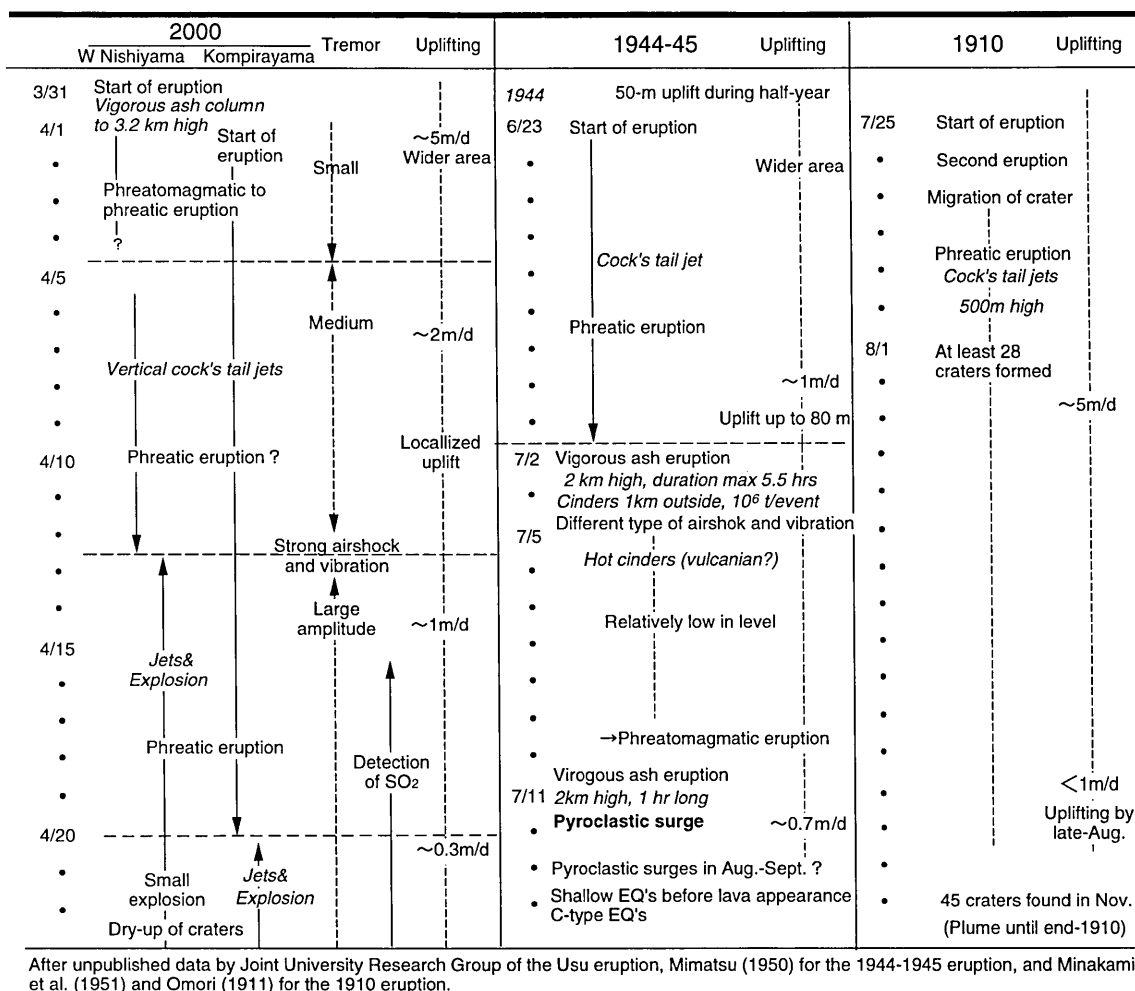 2000
W Nishiyama Kompirayama
Tremor
Uplifting
3/31
Start of eruption
Vigorous ash column
to 3.2 km high
4/1
Start of
eruption
Phreatomagmatic to
phreatic eruption
?
Small
~5m/d
Wider area
4/5
Medium
~2m/d
Vertical cock's tail jets
Locallized
uplift
4/10
Phreatic eruption ?
Strong airshock
and vibration
Large
amplitude
~1m/d
4/15
Jets&
Explosion
Phreatic eruption
Detection
of SO2
4/20
~0.3m/d
Small
explosion
Jets&
Explosion
Dry-up of craters
1944-45
Uplifting
1944
50-m uplift during half-year
6/23
Start of eruption
Wider area
Cock's tail jet
Phreatic eruption
~1m/d
Uplift up to 80 m
7/2
Vigorous ash eruption
2 km high, duration max 5.5 hrs
Cinders 1km outside, 10⁶ t/event
Different type of airshok and vibration
7/5
Hot cinders (vulcanian?)
Relatively low in level
→Phreatomagmatic eruption
Virogous ash eruption
7/11
2km high, 1 hr long
Pyroclastic surge
~0.7m/d
Pyroclastic surges in Aug.-Sept. ?
Shallow EQ's before lava appearance
C-type EQ's
1910
Uplifting
7/25
Start of eruption
Second eruption
Migration of crater
Phreatic eruption
Cock's tail jets
500m high
8/1
At least 28
craters formed
~5m/d
<1m/d
Uplifting by
late-Aug.
45 craters found in Nov.
(Plume until end-1910)
After unpublished data by Joint University Research Group of the Usu eruption, Mimatsu (1950) for the 1944-1945 eruption, and Minakami
et al. (1951) and Omori (1911) for the 1910 eruption.